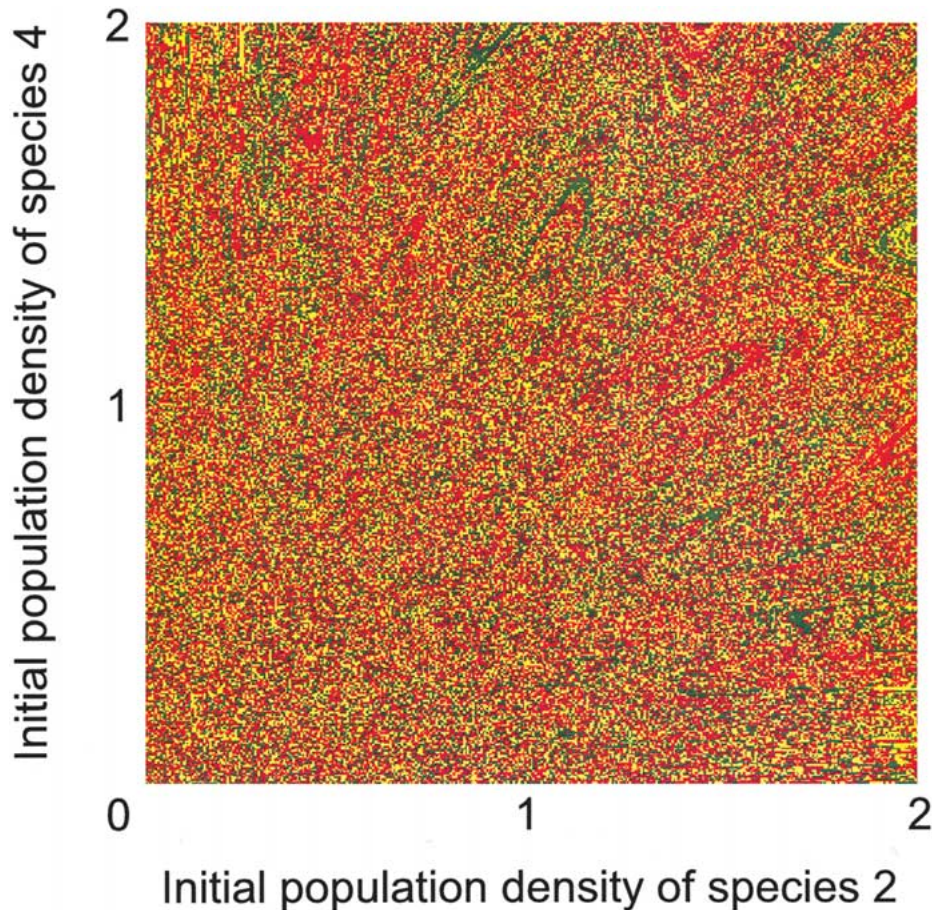 Initial population density of species 4
2
1
0
1
2
Initial population density of species 2